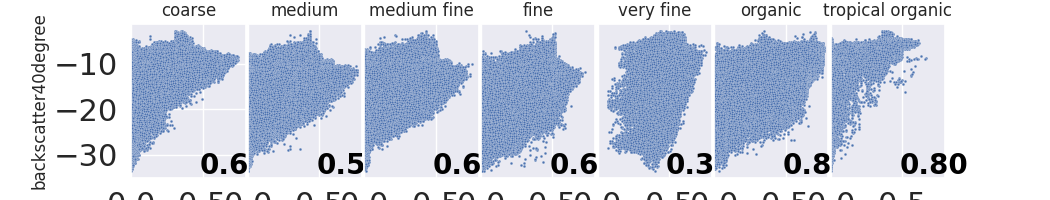 coarse medium medium fine fine very fine organic tropical organic
backscatter40degree
−10
−20
−30
0.6 0.5 0.6 0.6 0.3 0.8 0.80